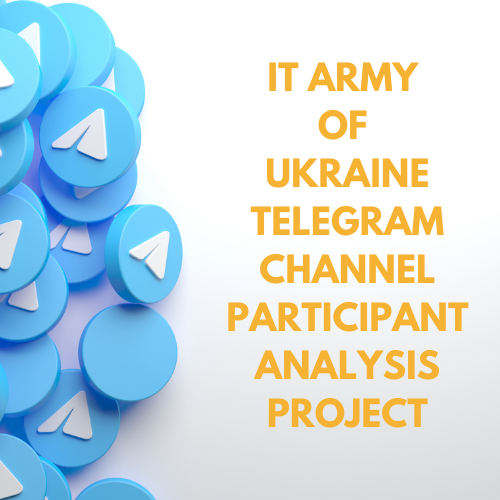 IT ARMY
OF
UKRAINE
TELEGRAM
CHANNEL
PARTICIPANT
ANALYSIS
PROJECT